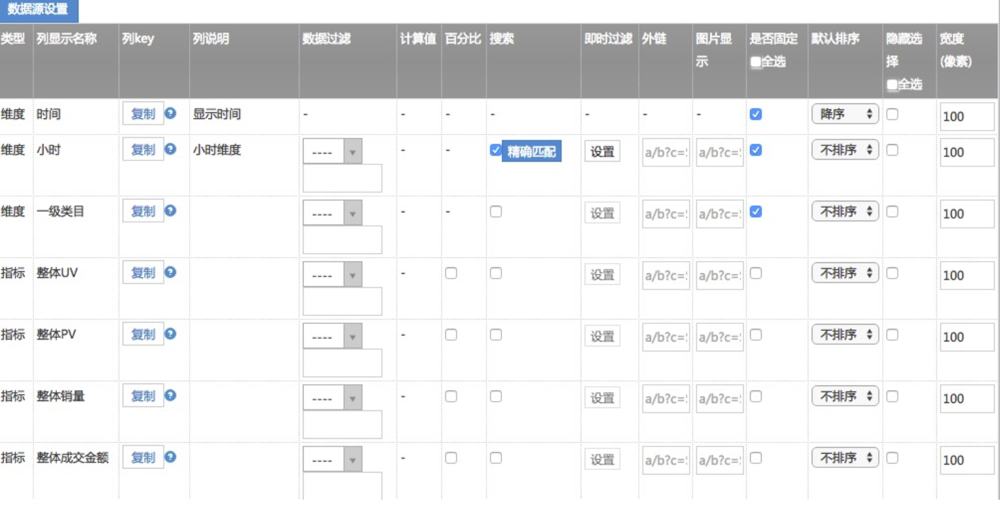 数据源设置
类型 列显示名称 列key 列说明 数据过滤 计算值 百分比 搜索 即时过滤 外链 图片显示 是否固定 全选 默认排序 隐藏选择 全选 宽度(像素)
维度 时间 复制 ? 显示时间 - - - - - - - 降序 100
维度 小时 复制 ? 小时维度 ---- - - 精确匹配 设置 a/b?c= a/b?c= 不排序 100
维度 一级类目 复制 ? ---- - - 设置 a/b?c= a/b?c= 不排序 100
指标 整体UV 复制 ? ---- - 设置 a/b?c= a/b?c= 不排序 100
指标 整体PV 复制 ? ---- - 设置 a/b?c= a/b?c= 不排序 100
指标 整体销量 复制 ? ---- - 设置 a/b?c= a/b?c= 不排序 100
指标 整体成交金额 复制 ? ---- - 设置 a/b?c= a/b?c= 不排序 100